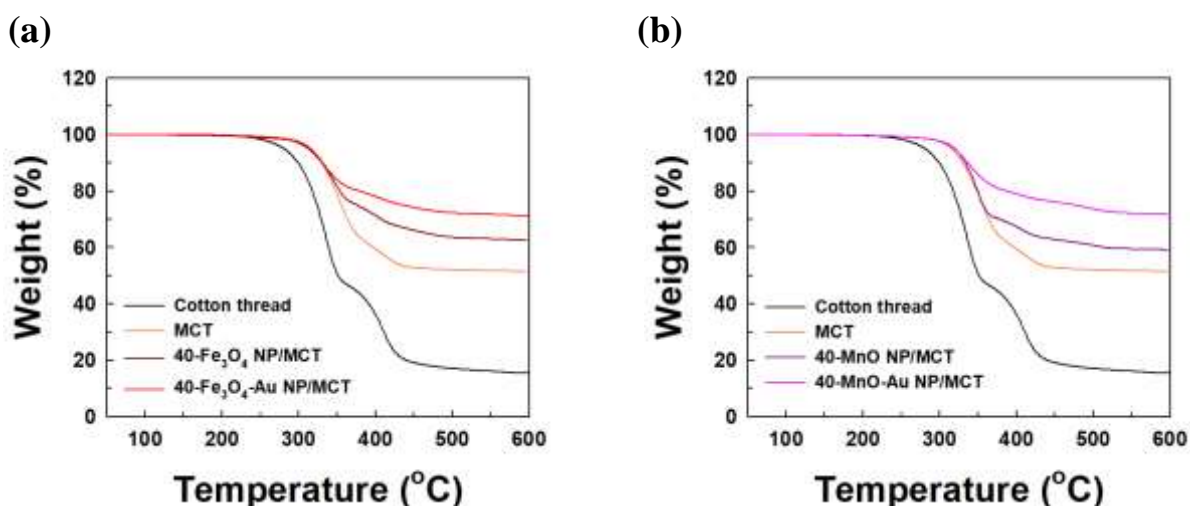 (a)
120
100
80
60
40
20
0
Weight (%)
Cotton thread
MCT
40-Fe₃O₄ NP/MCT
40-Fe₃O₄-Au NP/MCT
100 200 300 400 500 600
Temperature (°C)
(b)
120
100
80
60
40
20
0
Weight (%)
Cotton thread
MCT
40-MnO NP/MCT
40-MnO-Au NP/MCT
100 200 300 400 500 600
Temperature (°C)